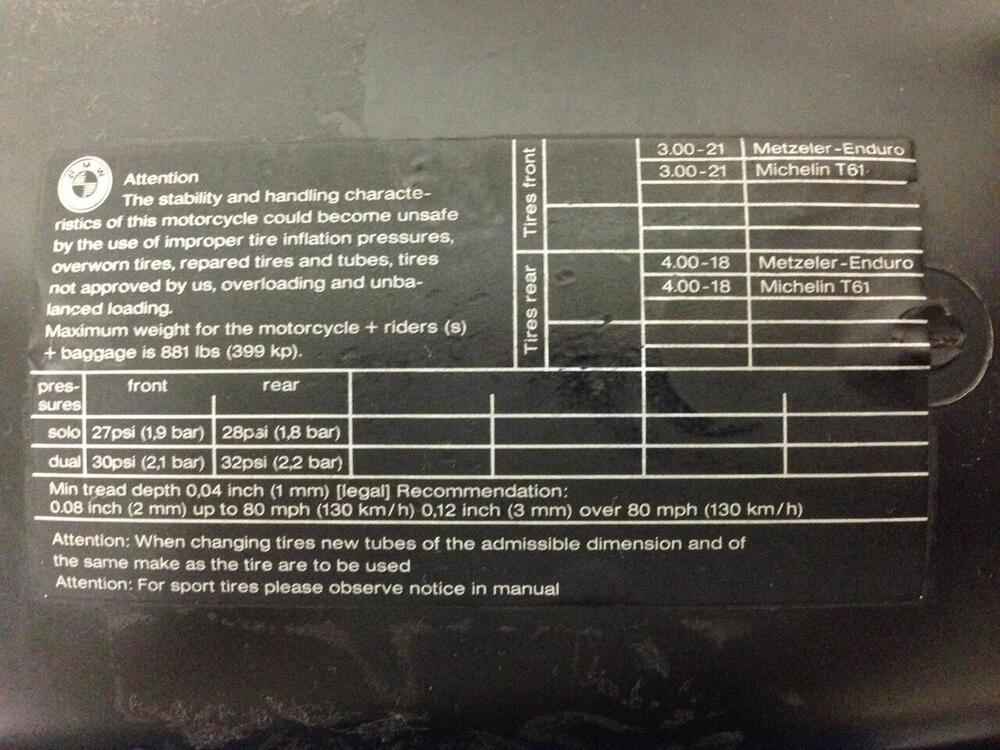 BMW
Attention
The stability and handling characte-
ristics of this motorcycle could become unsafe
by the use of improper tire inflation pressures,
overworn tires, repared tires and tubes, tires
not approved by us, overloading and unba-
lanced loading.
Maximum weight for the motorcycle + riders (s)
+ baggage is 881 lbs (399 kp).
Tires front
3.00-21 Metzeler-Enduro
3.00-21 Michelin T61
Tires rear
4.00-18 Metzeler-Enduro
4.00-18 Michelin T61
pres-
sures
front rear
solo 27psi (1,9 bar) 28psi (1,8 bar)
dual 30psi (2,1 bar) 32psi (2,2 bar)
Min tread depth 0,04 inch (1 mm) [legal] Recommendation:
0.08 inch (2 mm) up to 80 mph (130 km/h) 0,12 inch (3 mm) over 80 mph (130 km/h)
Attention: When changing tires new tubes of the admissible dimension and of
the same make as the tire are to be used
Attention: For sport tires please observe notice in manual